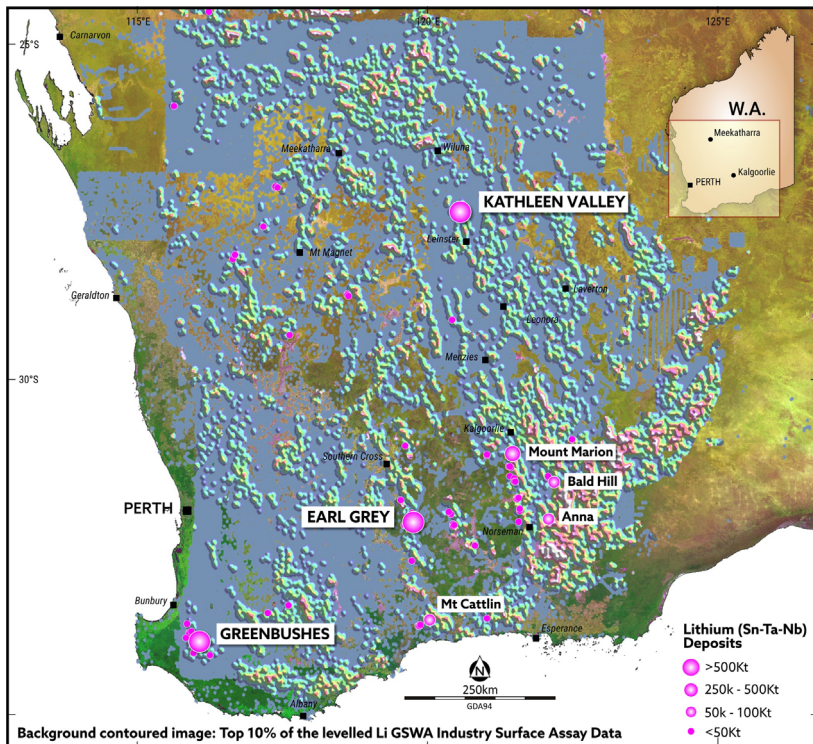 115°E
120°E
125°E
25°S
Carnarvon
W.A.
Meekatharra
Kalgoorlie
PERTH
Meekatharra
Wiluna
KATHLEEN VALLEY
Leinster
Mt Magnet
Geraldton
Laverton
Leonora
Menzies
30°S
Kalgoorlie
Mount Marion
Southern Cross
Bald Hill
PERTH
EARL GREY
Anna
Norseman
Bunbury
Mt Cattlin
GREENBUSHES
Esperance
Albany
N
250km
GDA94
Lithium (Sn-Ta-Nb)
Deposits
>500Kt
250k - 500Kt
50k - 100Kt
<50Kt
Background contoured image: Top 10% of the levelled Li GSWA Industry Surface Assay Data